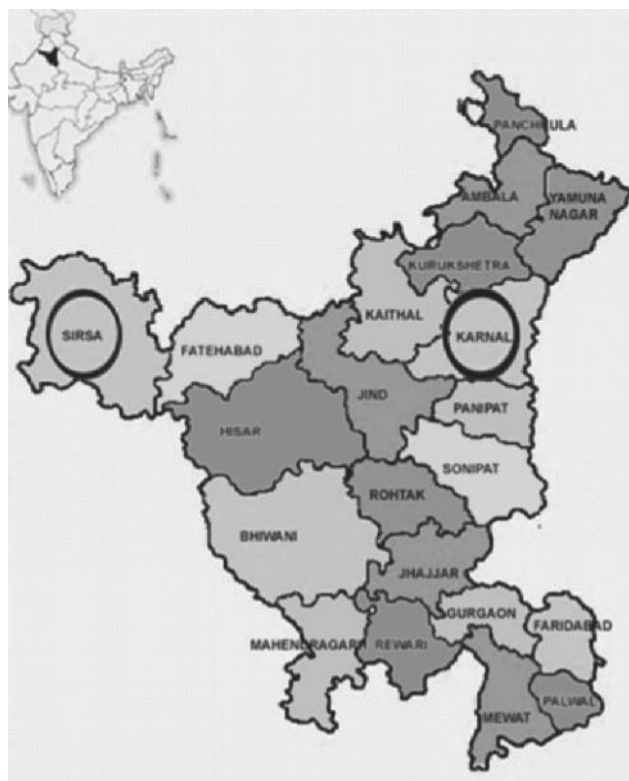 PANCHKULA
AMBALA
YAMUNA
NAGAR
KURUKSHETRA
KAITHAL
KARNAL
SIRSA
FATEHABAD
JIND
PANIPAT
HISAR
SONIPAT
ROHTAK
BHIWANI
JHAJJAR
GURGAON
FARIDABAD
MAHENDRAGARH
REWARI
PALWAL
MEWAT